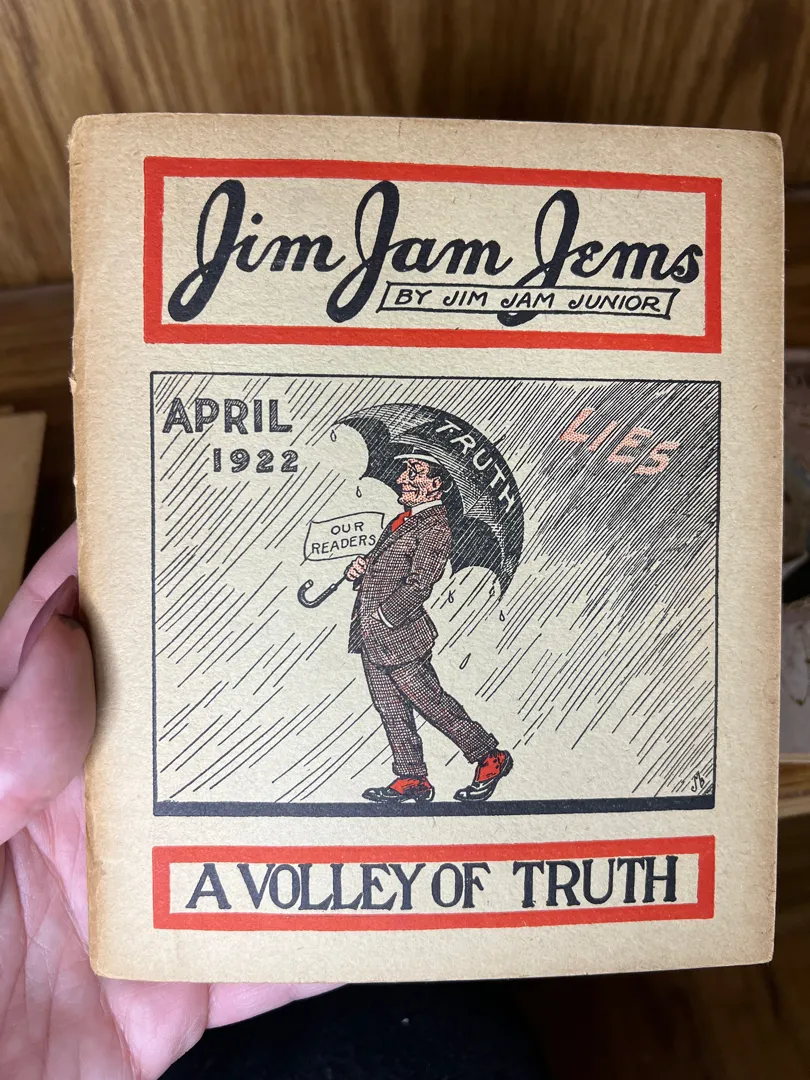 Jim Jam Jems
BY JIM JAM JUNIOR
APRIL
1922
TRUTH
LIES
OUR
READERS
A VOLLEY OF TRUTH